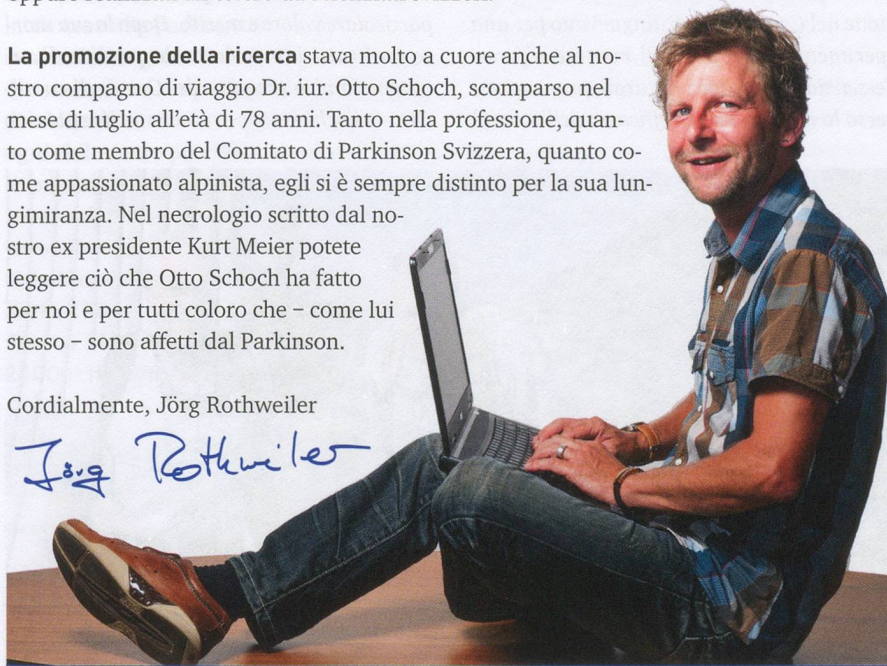 La promozione della ricerca stava molto a cuore anche al no-
stro compagno di viaggio Dr. iur. Otto Schoch, scomparso nel
mese di luglio all'età di 78 anni. Tanto nella professione, quan-
to come membro del Comitato di Parkinson Svizzera, quanto co-
me appassionato alpinista, egli si è sempre distinto per la sua lun-
gimiranza. Nel necrologio scritto dal no-
stro ex presidente Kurt Meier potete
leggere ciò che Otto Schoch ha fatto
per noi e per tutti coloro che – come lui
stesso – sono affetti dal Parkinson.
Cordialmente, Jörg Rothweiler
Jörg Rothweiler